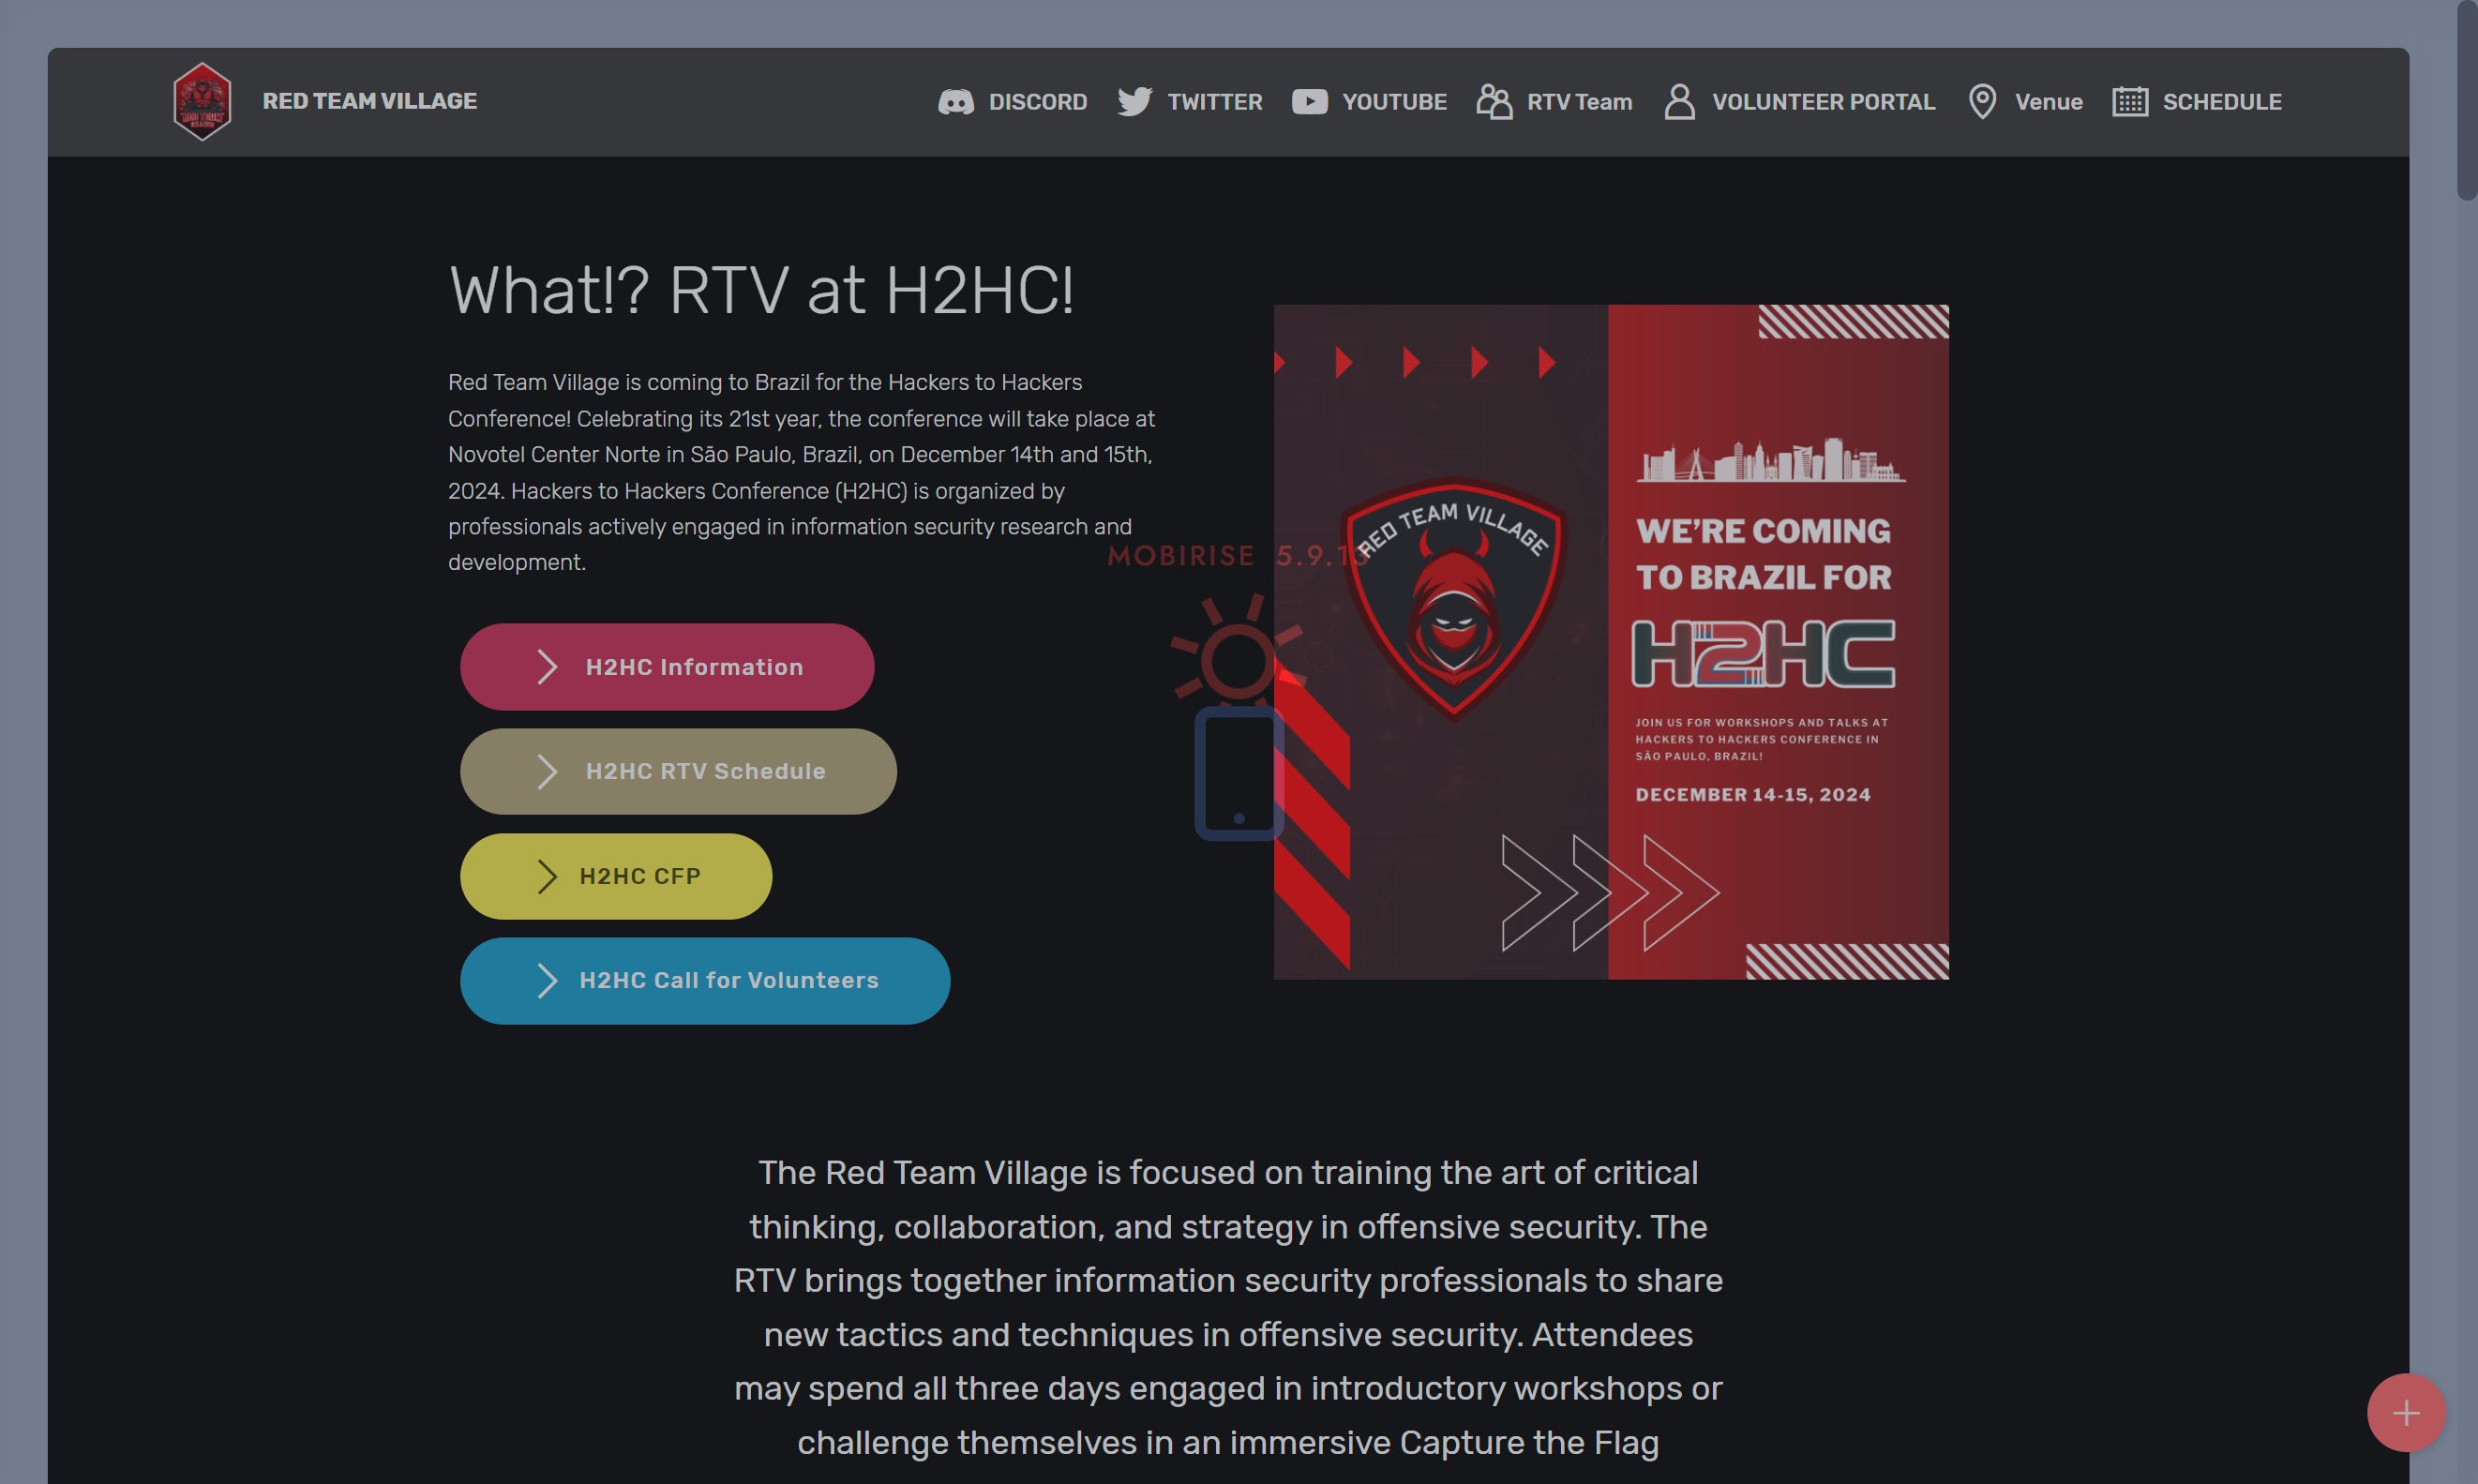 RED TEAM VILLAGE
DISCORD
TWITTER
YOUTUBE
RTV Team
VOLUNTEER PORTAL
Venue
SCHEDULE
What!? RTV at H2HC!
Red Team Village is coming to Brazil for the Hackers to Hackers
Conference! Celebrating its 21st year, the conference will take place at
Novotel Center Norte in São Paulo, Brazil, on December 14th and 15th,
2024. Hackers to Hackers Conference (H2HC) is organized by
professionals actively engaged in information security research and
development.
MOBIRISE 5.9.13
H2HC Information
H2HC RTV Schedule
H2HC CFP
H2HC Call for Volunteers
RED TEAM VILLAGE
WE'RE COMING
TO BRAZIL FOR
H2HC
JOIN US FOR WORKSHOPS AND TALKS AT
HACKERS TO HACKERS CONFERENCE IN
SÃO PAULO, BRAZIL!
DECEMBER 14-15, 2024
The Red Team Village is focused on training the art of critical
thinking, collaboration, and strategy in offensive security. The
RTV brings together information security professionals to share
new tactics and techniques in offensive security. Attendees
may spend all three days engaged in introductory workshops or
challenge themselves in an immersive Capture the Flag